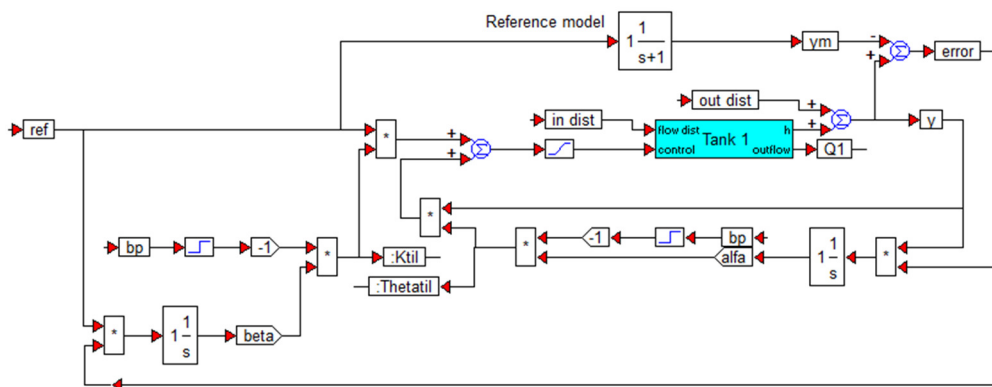 Reference model
1 1
s+1
ym
-
Σ
+
error
out dist
+
Σ
+
in dist
ref
*
+
Σ
+
flow dist
h
Tank 1
control
outflow
y
Q1
*
bp
-1
*
:Ktil
:Thetatil
*
-1
bp
alfa
1 1
s
*
*
1 1
s
beta